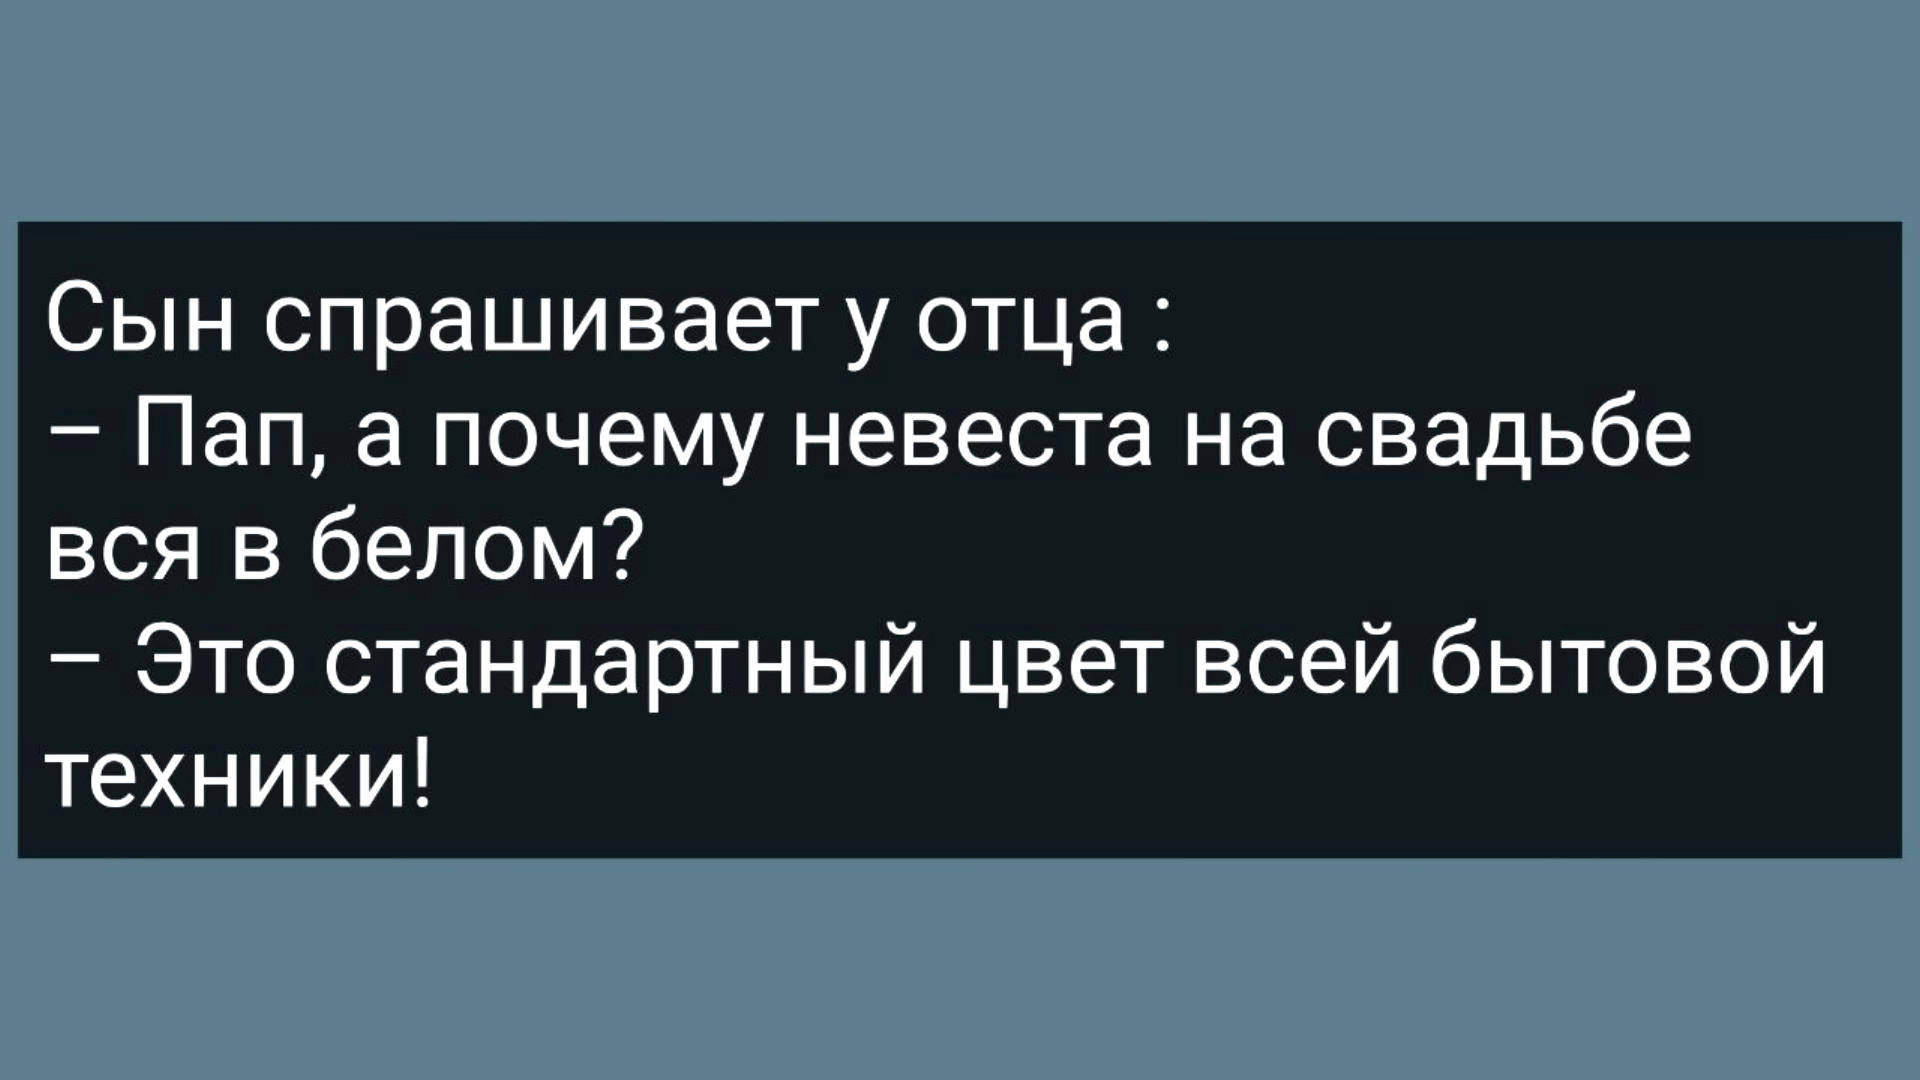 Сын спрашивает у отца :
– Пап, а почему невеста на свадьбе
вся в белом?
– Это стандартный цвет всей бытовой
техники!